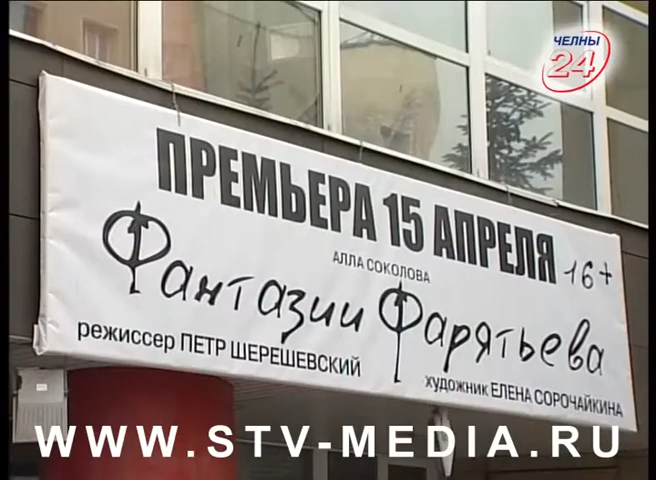 ЧЕЛНЫ
24
ПРЕМЬЕРА 15 АПРЕЛЯ
16+
АЛЛА СОКОЛОВА
Фантазии Фарятьева
режиссер ПЕТР ШЕРЕШЕВСКИЙ
художник ЕЛЕНА СОРОЧАЙКИНА
WWW.STV-MEDIA.RU